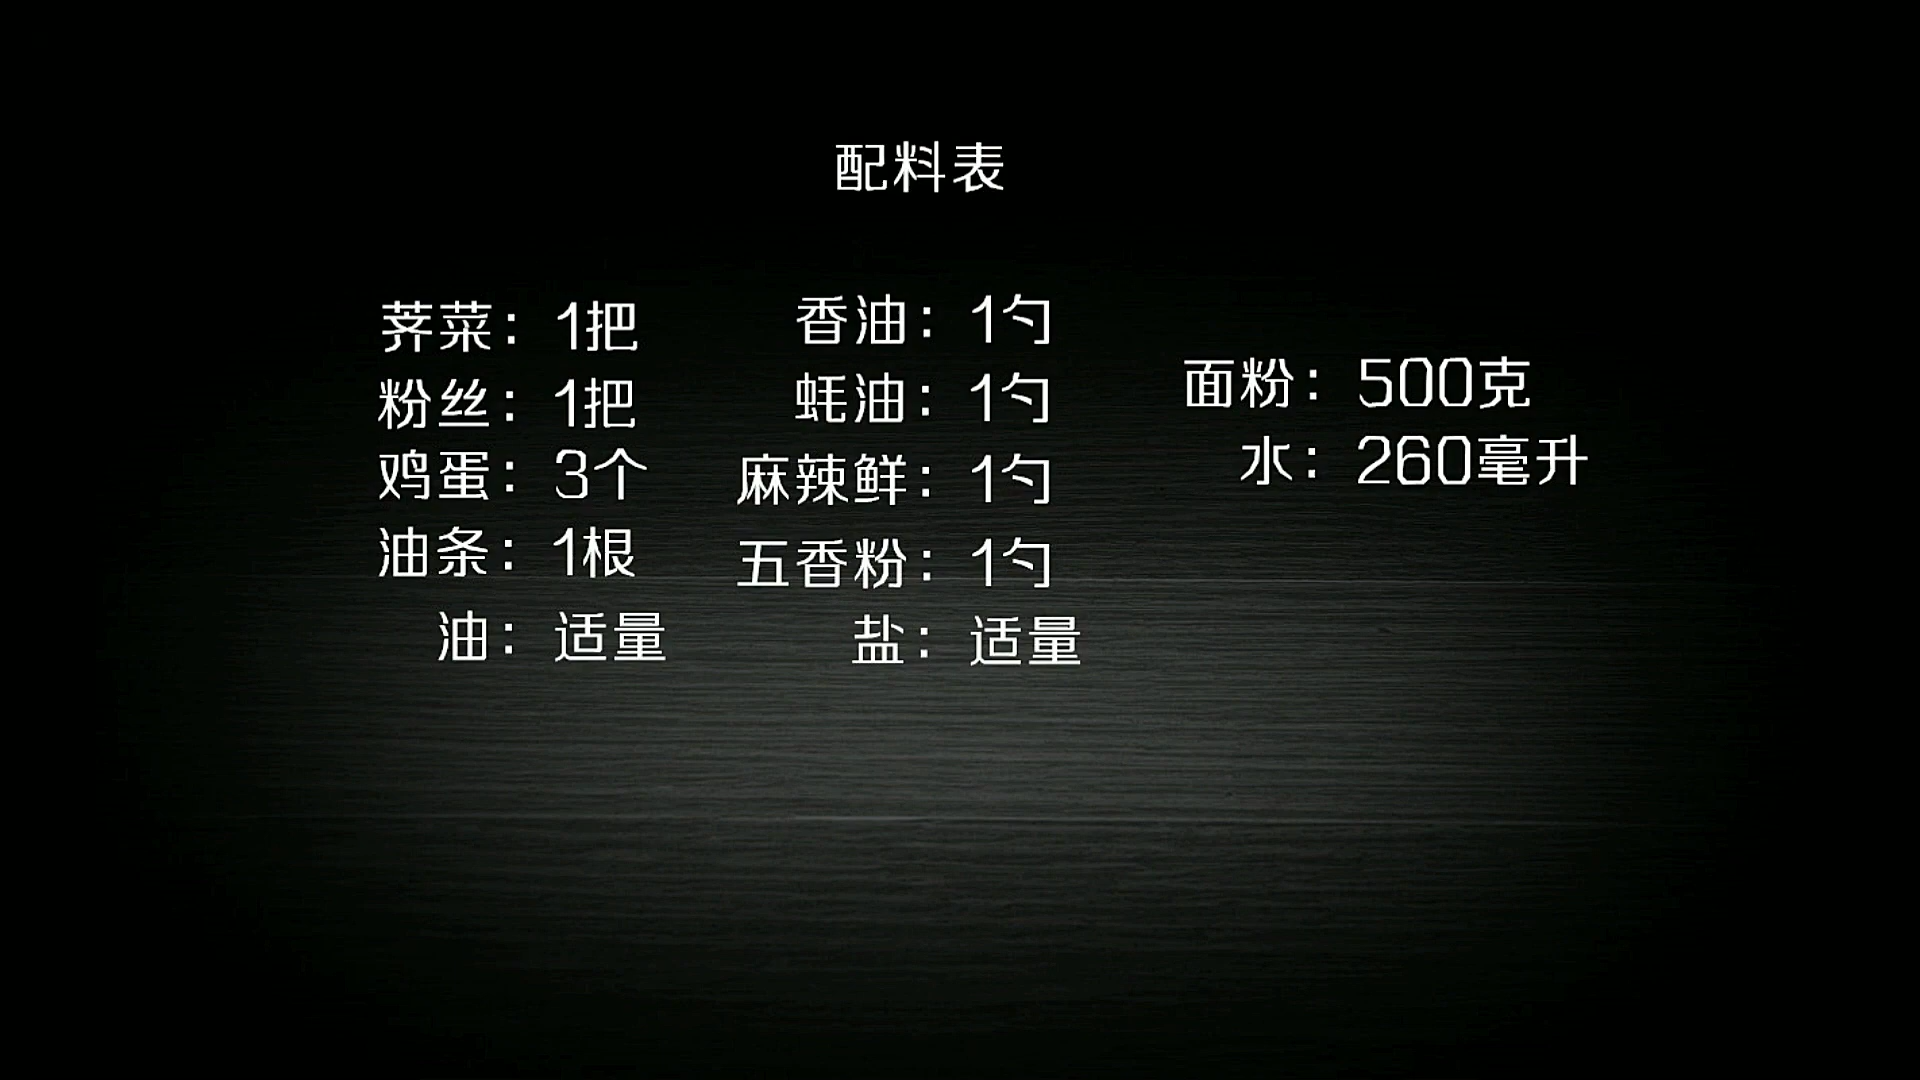 配料表
荠菜：1把
粉丝：1把
鸡蛋：3个
油条：1根
油：适量
香油：1勺
蚝油：1勺
麻辣鲜：1勺
五香粉：1勺
盐：适量
面粉：500克
水：260毫升